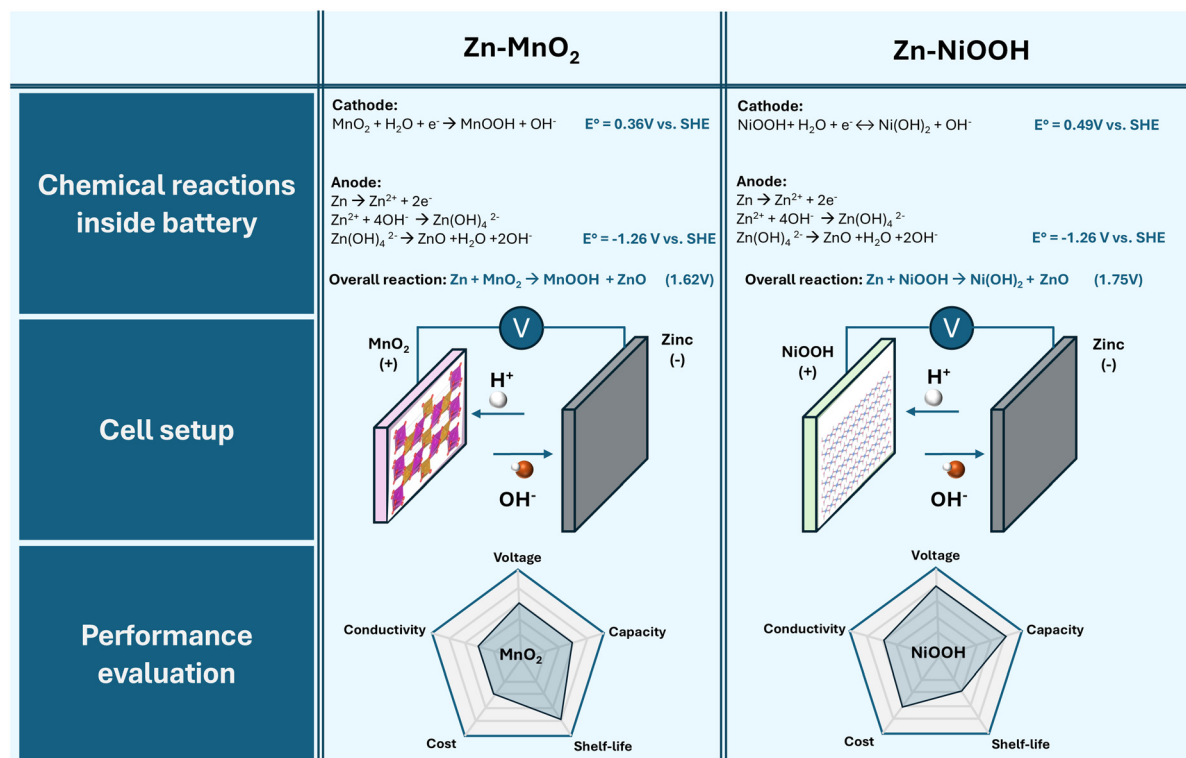 Zn-MnO₂
Zn-NiOOH
Chemical reactions
inside battery
Cathode:
MnO₂ + H₂O + e⁻ → MnOOH + OH⁻ E° = 0.36V vs. SHE
Anode:
Zn → Zn²⁺ + 2e⁻
Zn²⁺ + 4OH⁻ → Zn(OH)₄ ²⁻
Zn(OH)₄ ²⁻ → ZnO +H₂O +2OH⁻ E° = -1.26 V vs. SHE
Overall reaction: Zn + MnO₂ → MnOOH + ZnO (1.62V)
Cathode:
NiOOH+ H₂O + e⁻ ↔ Ni(OH)₂ + OH⁻ E° = 0.49V vs. SHE
Anode:
Zn → Zn²⁺ + 2e⁻
Zn²⁺ + 4OH⁻ → Zn(OH)₄ ²⁻
Zn(OH)₄ ²⁻ → ZnO +H₂O +2OH⁻ E° = -1.26 V vs. SHE
Overall reaction: Zn + NiOOH → Ni(OH)₂ + ZnO (1.75V)
Cell setup
V
MnO₂
(+)
Zinc
(-)
H⁺
OH⁻
V
NiOOH
(+)
Zinc
(-)
H⁺
OH⁻
Performance
evaluation
Voltage
Conductivity
Capacity
MnO₂
Cost
Shelf-life
Voltage
Conductivity
Capacity
NiOOH
Cost
Shelf-life